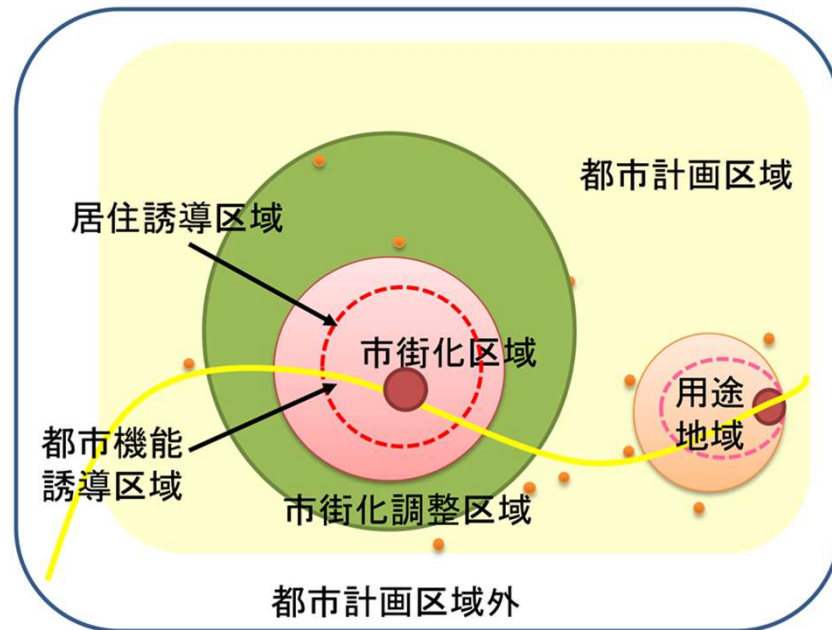 都市計画区域
居住誘導区域
市街化区域
用途
地域
都市機能
誘導区域
市街化調整区域
都市計画区域外